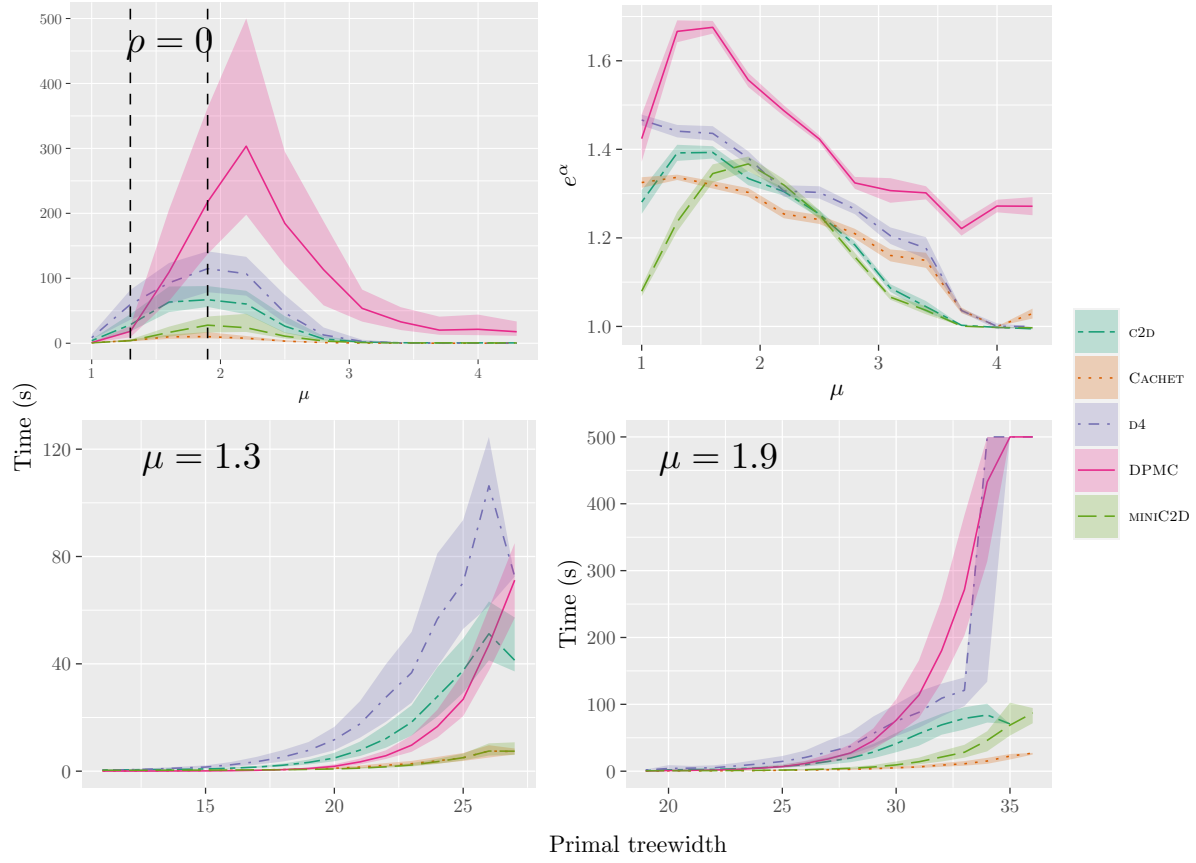 500
400
300
200
100
0
ρ = 0
1
2
3
4
μ
1.6
1.4
1.2
1.0
e^α
1
2
3
4
μ
Time (s)
120
80
40
0
μ = 1.3
15
20
25
Time (s)
500
400
300
200
100
0
μ = 1.9
20
25
30
35
Primal treewidth
C2D
CACHET
D4
DPMC
MINIC2D